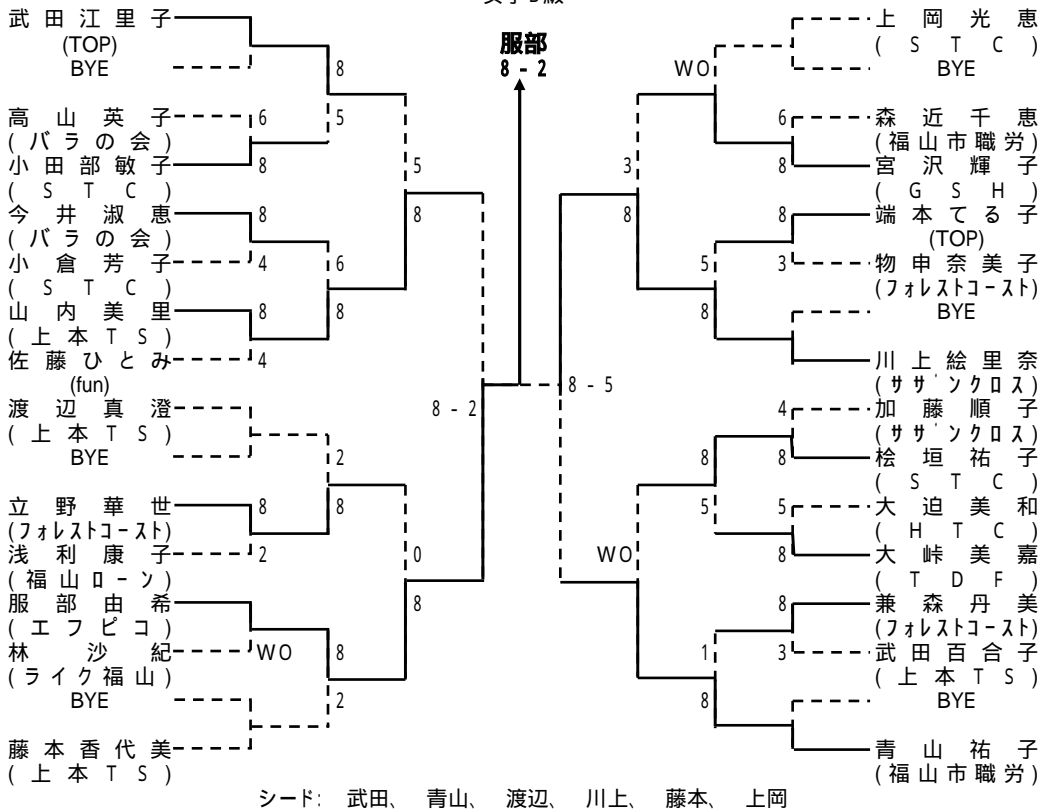 武田江里子
(TOP)
BYE
高山英子
(バラの会)
小田部敏子
(STC)
今井淑恵
(バラの会)
小倉芳子
(STC)
山内美里
(上本TS)
佐藤ひとみ
(fun)
渡辺真澄
(上本TS)
BYE
立野華世
(フォレストコースト)
浅利康子
(福山ローン)
服部由希
(エフピコ)
林沙紀
(ライク福山)
BYE
藤本香代美
(上本TS)
6
8
8
4
8
4
8
2
WO
8
5
6
8
2
8
8
2
5
8
0
8
8-2
服部
8-2
8-5
3
8
WO
WO
5
8
8
5
1
8
6
8
8
3
4
8
5
8
8
3
上岡光恵
(STC)
BYE
森近千恵
(福山市職労)
宮沢輝子
(GSH)
端本てる子
(TOP)
物申奈美子
(フォレストコースト)
BYE
川上絵里奈
(サザンクロス)
加藤順子
(サザンクロス)
桧垣祐子
(STC)
大迫美和
(HTC)
大峠美嘉
(TDF)
兼森丹美
(フォレストコースト)
武田百合子
(上本TS)
BYE
青山祐子
(福山市職労)
シード: 武田、 青山、 渡辺、 川上、 藤本、 上岡